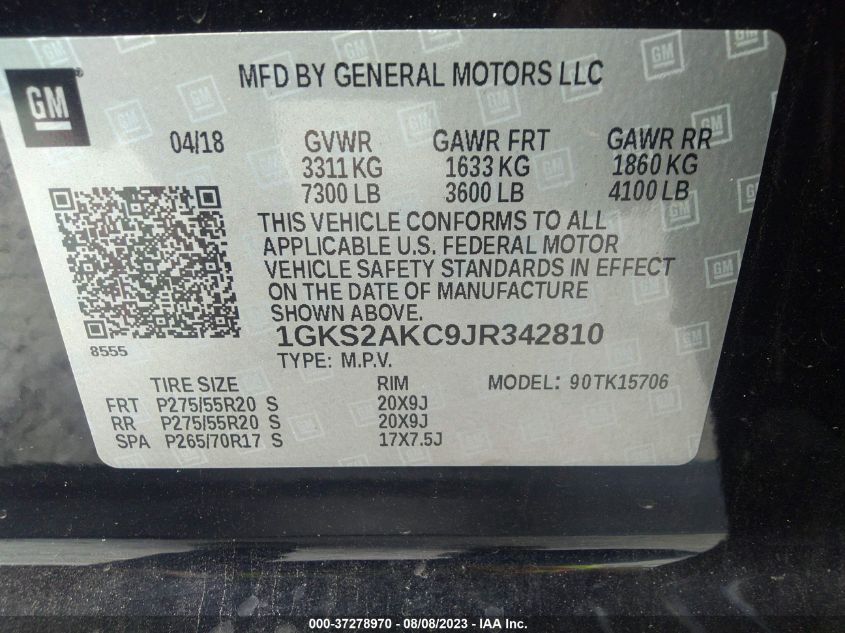 MFD BY GENERAL MOTORS LLC
GM
04/18 GVWR GAWR FRT GAWR RR
3311 KG 1633 KG 1860 KG
7300 LB 3600 LB 4100 LB
THIS VEHICLE CONFORMS TO ALL
APPLICABLE U.S. FEDERAL MOTOR
VEHICLE SAFETY STANDARDS IN EFFECT
ON THE DATE OF MANUFACTURE
SHOWN ABOVE.
8555
1GKS2AKC9JR342810
TYPE: M.P.V.
TIRE SIZE RIM MODEL: 90TK15706
FRT P275/55R20 S 20X9J
RR P275/55R20 S 20X9J
SPA P265/70R17 S 17X7.5J
000-37278970 - 08/08/2023 - IAA Inc.